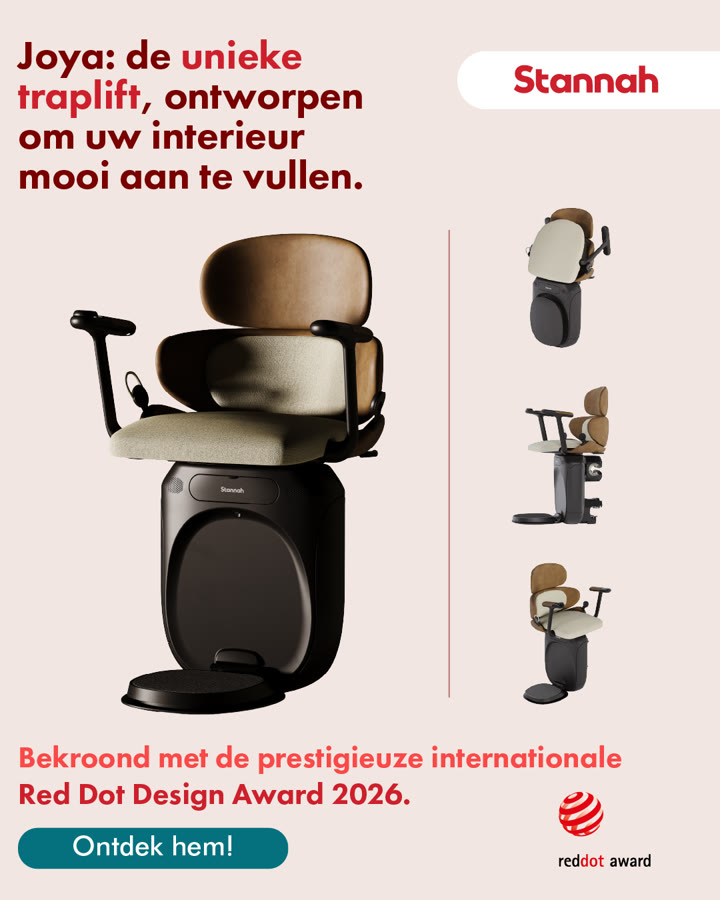 Joya: de unieke
traplift, ontworpen
om uw interieur
mooi aan te vullen.
Stannah
Stannah
Bekroond met de prestigieuze internationale
Red Dot Design Award 2026.
Ontdek hem!
reddot award